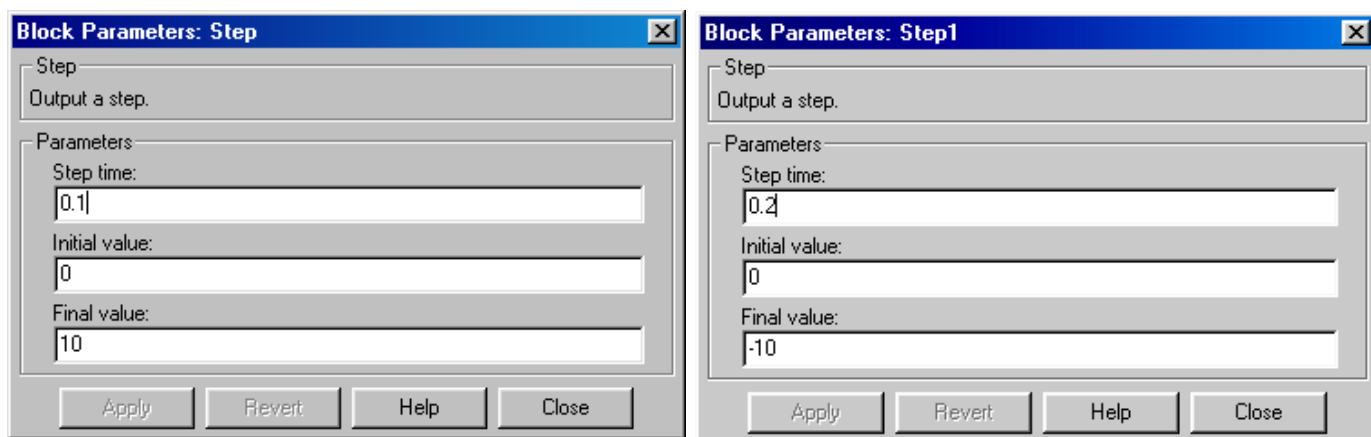 Block Parameters: Step
Step
Output a step.
Parameters
Step time:
0.1
Initial value:
0
Final value:
10
Apply Revert Help Close
Block Parameters: Step1
Step
Output a step.
Parameters
Step time:
0.2
Initial value:
0
Final value:
-10
Apply Revert Help Close